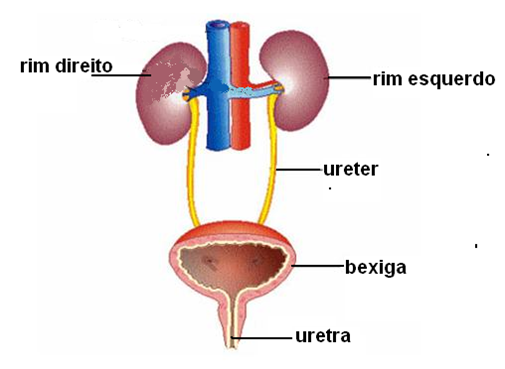 rim direito
rim esquerdo
ureter
bexiga
uretra